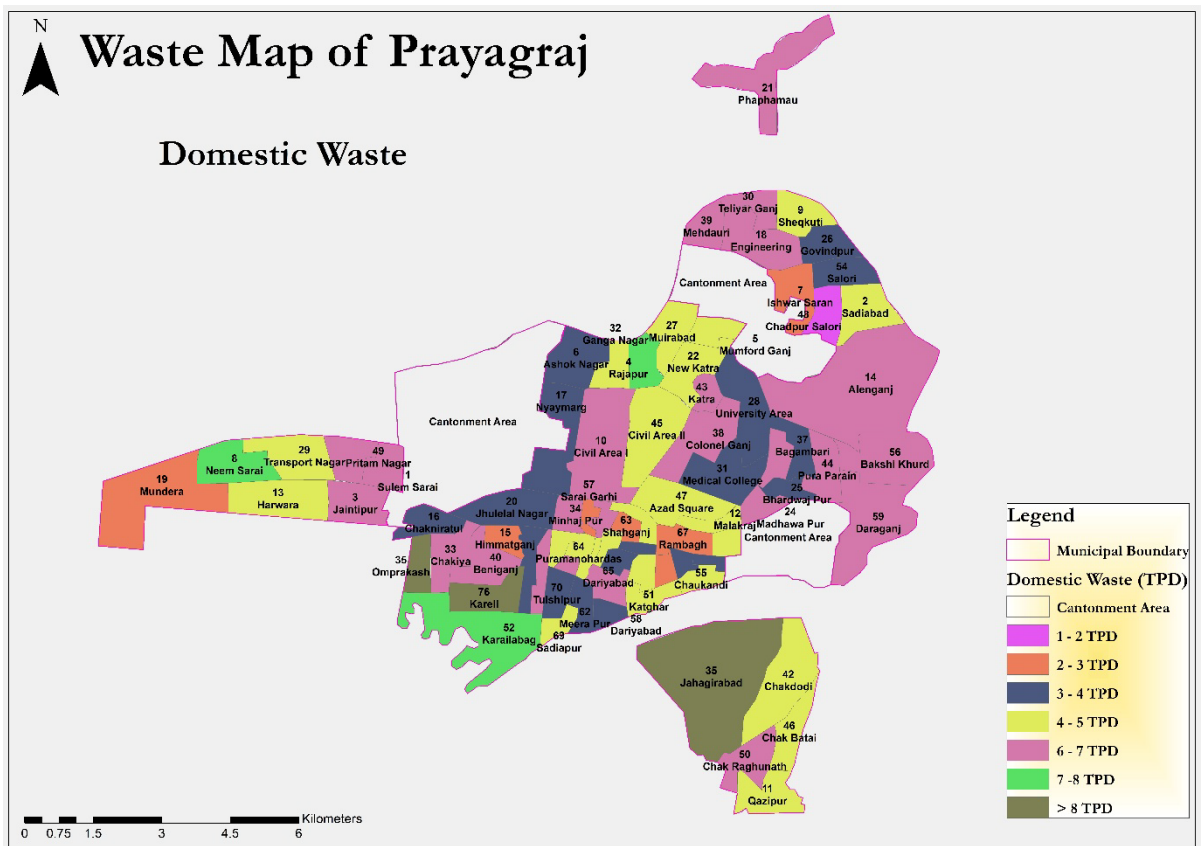 N
Waste Map of Prayagraj
Domestic Waste
21
Phaphamau
30
Teliyar Ganj
9
Sheqkuti
39
Mehdauri
18
Engineering
26
Govindpur
54
Salori
Cantonment Area
7
Ishwar Saran
48
Chadpur Salori
2
Sadiabad
32
Ganga Nagar
27
Muirabad
5
Mumford Ganj
6
Ashok Nagar
4
Rajapur
22
New Katra
14
Alenganj
17
Nyaymarg
43
Katra
28
University Area
Cantonment Area
45
Civil Area II
10
Civil Area I
38
Colonel Ganj
37
Bagambari
8
Neem Sarai
29
Transport Nagar
49
Pritam Nagar
1
Sulem Sarai
31
Medical College
44
Pura Parain
56
Bakshi Khurd
19
Mundera
13
Harwara
3
Jaintipur
57
Sarai Garhi
25
Bhardwaj Pur
20
Jhulelal Nagar
47
Azad Square
24
Madhawa Pur
59
Daraganj
16
Chakniratul
34
Minhaj Pur
12
Malakraj
Cantonment Area
15
Himmatganj
63
Shahganj
67
Rambagh
36
Omprakash
33
Chakiya
40
Beniganj
64
Puramanohardas
65
Dariyabad
55
Chaukandi
76
Kareli
70
Tulshipur
51
Katghar
62
Meera Pur
58
Dariyabad
52
Karailabag
69
Sadiapur
35
Jahagirabad
42
Chakdodi
46
Chak Batai
50
Chak Raghunath
11
Qazipur
Legend
Municipal Boundary
Domestic Waste (TPD)
Cantonment Area
1 - 2 TPD
2 - 3 TPD
3 - 4 TPD
4 - 5 TPD
6 - 7 TPD
7 -8 TPD
> 8 TPD
Kilometers
0 0.75 1.5 3 4.5 6